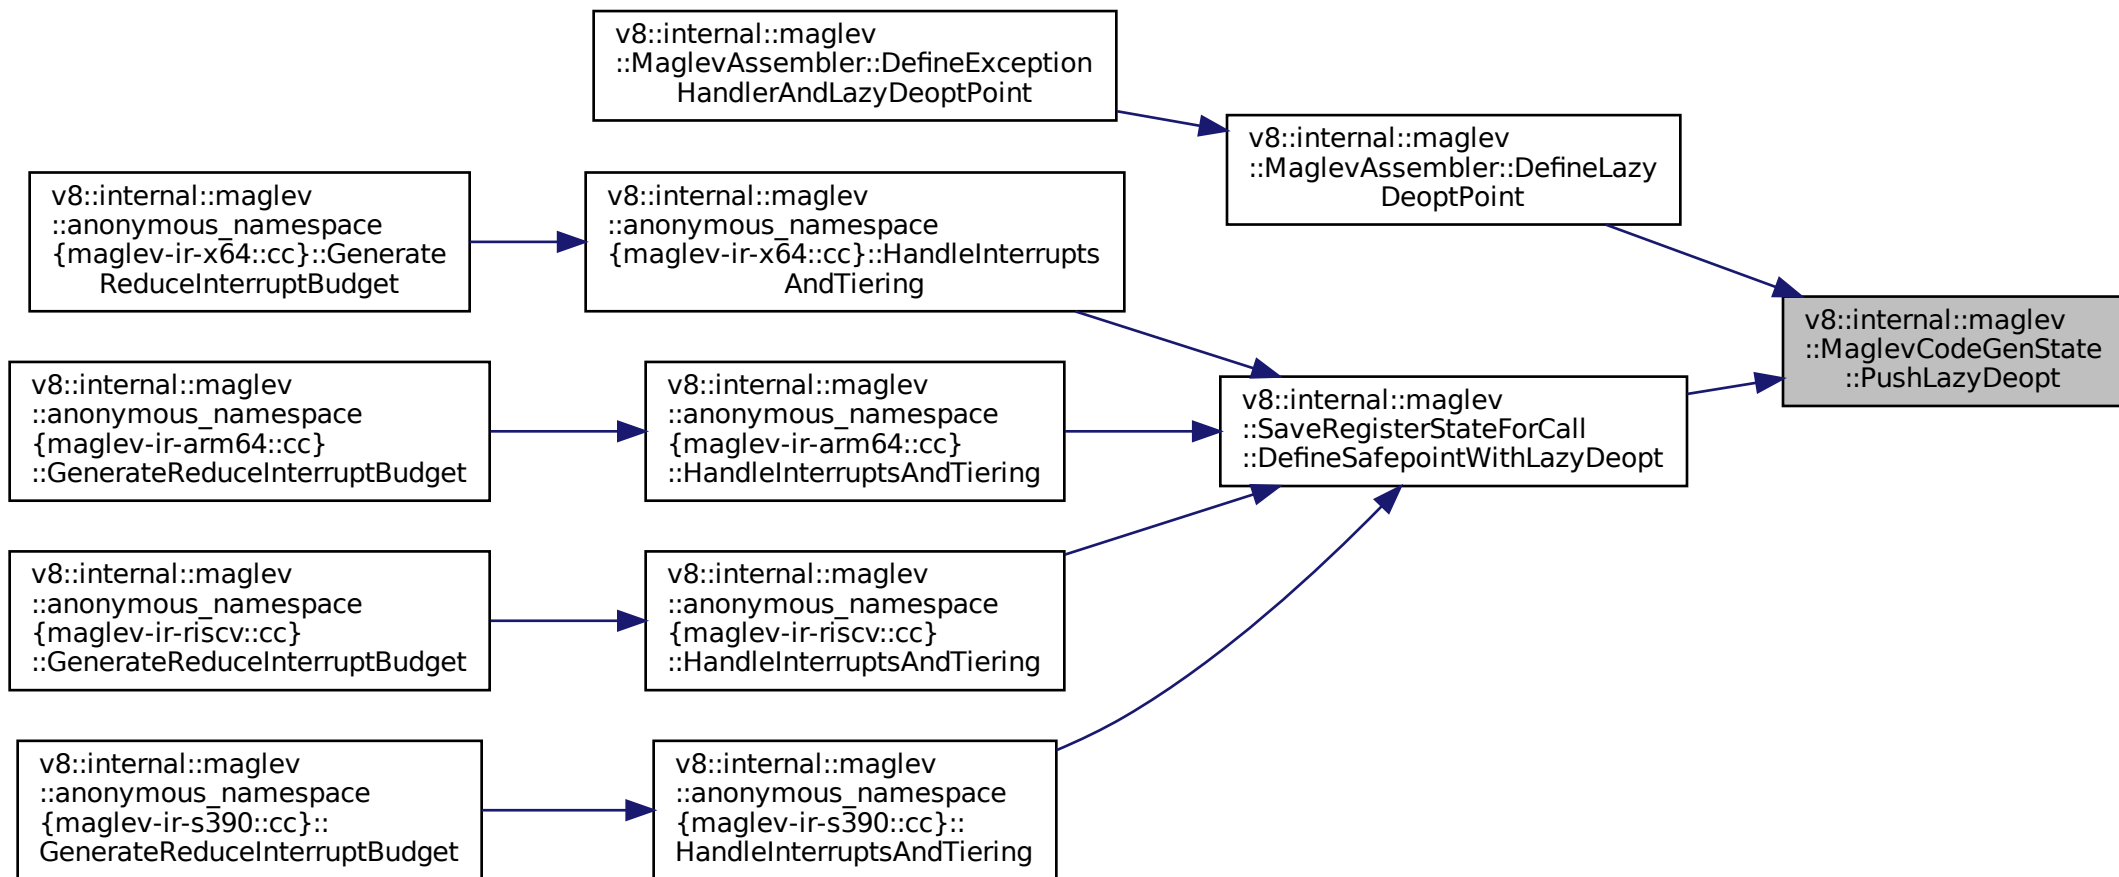 v8::internal::maglev
::MaglevAssembler::DefineException
HandlerAndLazyDeoptPoint
v8::internal::maglev
::MaglevAssembler::DefineLazy
DeoptPoint
v8::internal::maglev
::anonymous_namespace
{maglev-ir-x64::cc}::Generate
ReduceInterruptBudget
v8::internal::maglev
::anonymous_namespace
{maglev-ir-x64::cc}::HandleInterrupts
AndTiering
v8::internal::maglev
::MaglevCodeGenState
::PushLazyDeopt
v8::internal::maglev
::anonymous_namespace
{maglev-ir-arm64::cc}
::GenerateReduceInterruptBudget
v8::internal::maglev
::anonymous_namespace
{maglev-ir-arm64::cc}
::HandleInterruptsAndTiering
v8::internal::maglev
::SaveRegisterStateForCall
::DefineSafepointWithLazyDeopt
v8::internal::maglev
::anonymous_namespace
{maglev-ir-riscv::cc}
::GenerateReduceInterruptBudget
v8::internal::maglev
::anonymous_namespace
{maglev-ir-riscv::cc}
::HandleInterruptsAndTiering
v8::internal::maglev
::anonymous_namespace
{maglev-ir-s390::cc}::
GenerateReduceInterruptBudget
v8::internal::maglev
::anonymous_namespace
{maglev-ir-s390::cc}::
HandleInterruptsAndTiering